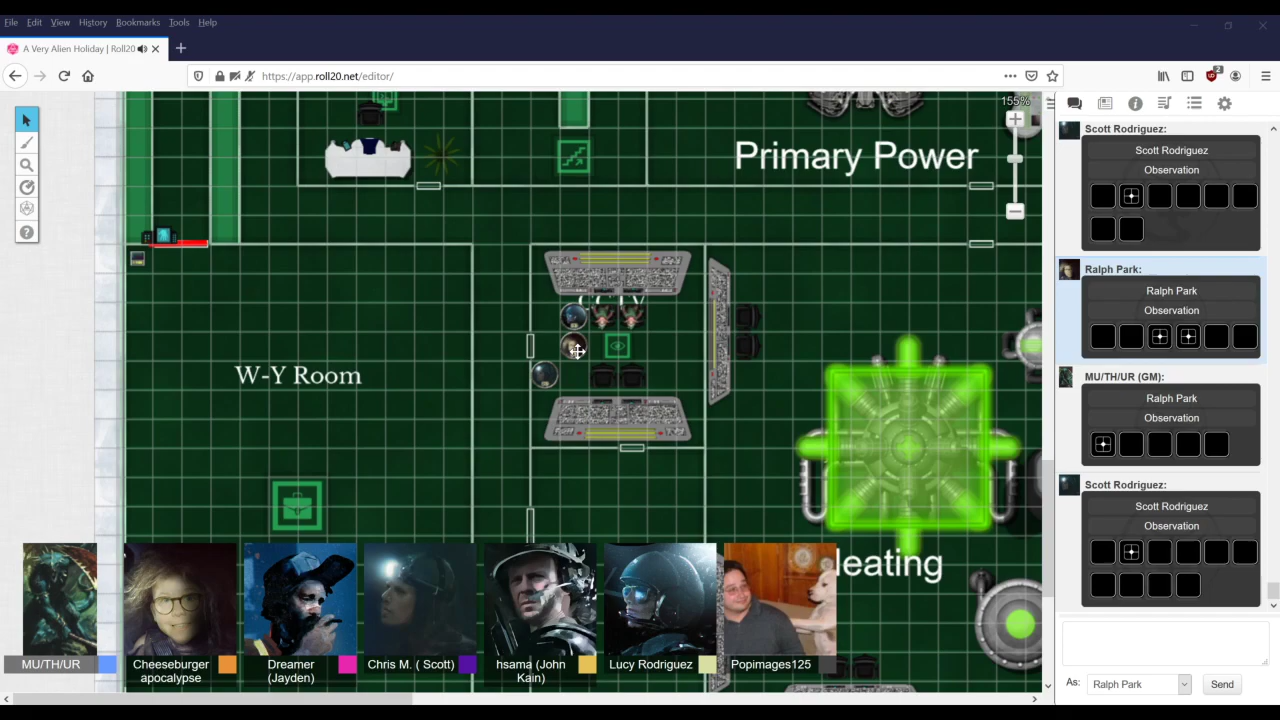 File Edit View History Bookmarks Tools Help
A Very Alien Holiday | Roll20
https://app.roll20.net/editor/
2
155%
Primary Power
W-Y Room
leating
MU/TH/UR
Cheeseburger
apocalypse
Dreamer
(Jayden)
Chris M. ( Scott)
hsama (John
Kain)
Lucy Rodriguez
Popimages125
Scott Rodriguez:
Scott Rodriguez
Observation
Ralph Park:
Ralph Park
Observation
MU/TH/UR (GM):
Ralph Park
Observation
Scott Rodriguez:
Scott Rodriguez
Observation
As:
Ralph Park
Send